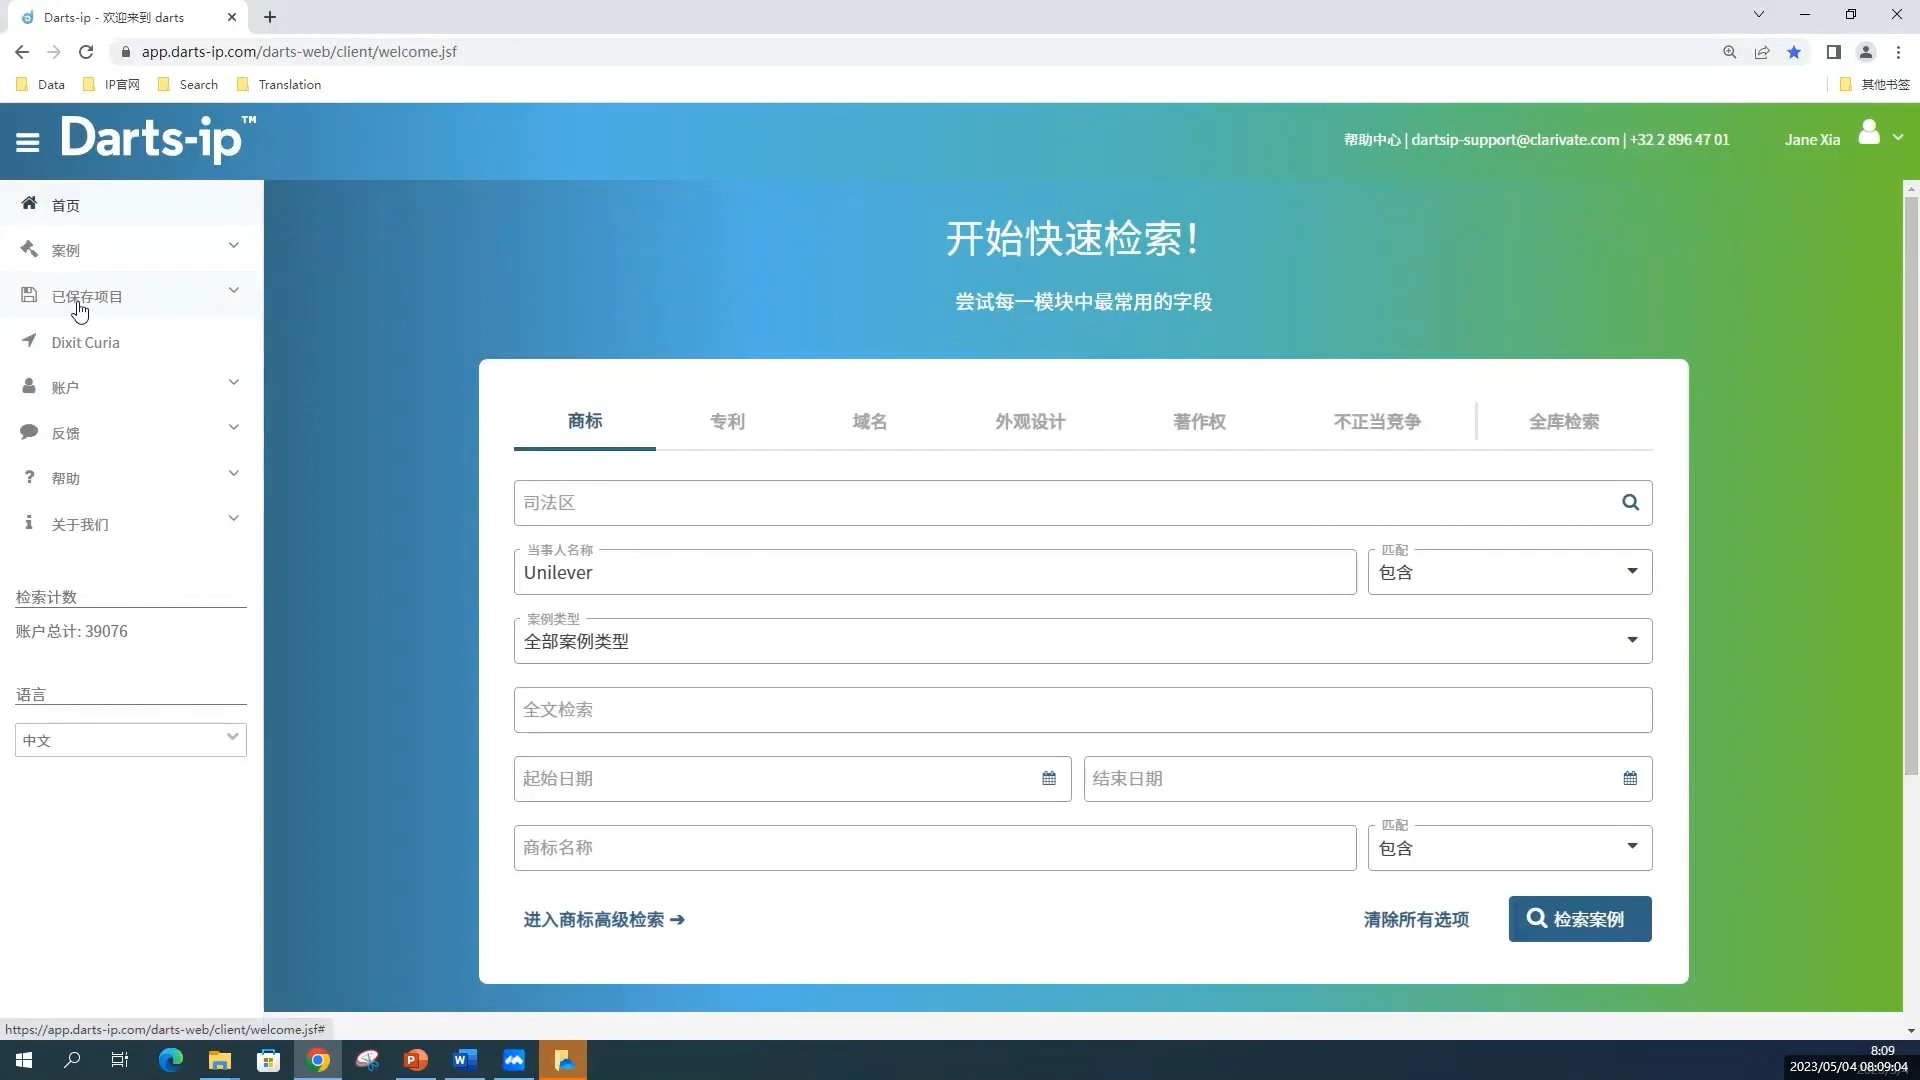 Darts-ip - 欢迎来到 darts
app.darts-ip.com/darts-web/client/welcome.jsf
Data IP官网 Search Translation 其他书签
Darts-ip™
帮助中心 | dartsip-support@clarivate.com | +32 2 896 47 01 Jane Xia
首页
案例
已保存项目
Dixit Curia
账户
反馈
帮助
关于我们
检索计数
账户总计: 39076
语言
中文
开始快速检索!
尝试每一模块中最常用的字段
商标 专利 域名 外观设计 著作权 不正当竞争 全库检索
司法区
当事人名称 匹配
Unilever 包含
案例类型
全部案例类型
全文检索
起始日期 结束日期
匹配
商标名称 包含
进入商标高级检索 清除所有选项 检索案例
https://app.darts-ip.com/darts-web/client/welcome.jsf#
8:09
2023/05/04 08:09:04